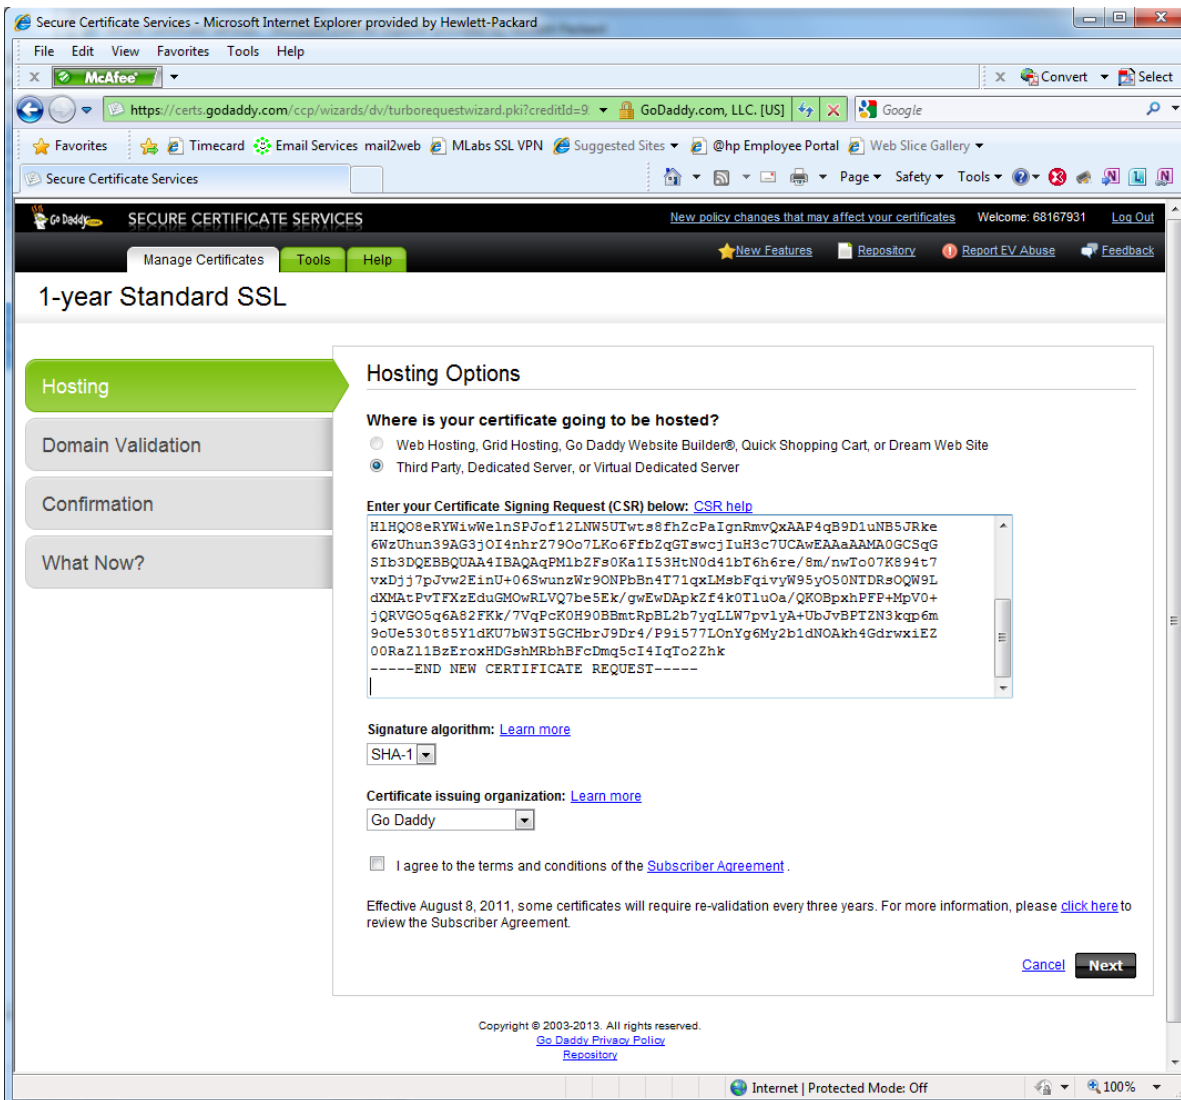 Secure Certificate Services - Microsoft Internet Explorer provided by Hewlett-Packard
File Edit View Favorites Tools Help
X McAfee X Convert Select
https://certs.godaddy.com/ccp/wizards/dv/turborequestwizard.pki?creditId=9 GoDaddy.com, LLC. [US] Google
Favorites Timecard Email Services mail2web MLabs SSL VPN Suggested Sites @hp Employee Portal Web Slice Gallery
Secure Certificate Services Page Safety Tools
Go Daddy.com SECURE CERTIFICATE SERVICES New policy changes that may affect your certificates Welcome: 68167931 Log Out
Manage Certificates Tools Help New Features Repository Report EV Abuse Feedback
1-year Standard SSL
Hosting
Domain Validation
Confirmation
What Now?
Hosting Options
Where is your certificate going to be hosted?
Web Hosting, Grid Hosting, Go Daddy Website Builder®, Quick Shopping Cart, or Dream Web Site
Third Party, Dedicated Server, or Virtual Dedicated Server
Enter your Certificate Signing Request (CSR) below: CSR help
HlHQO8eRYWiwWelnSPJof12LNW5UTwts8fhZcPaIgnRmvQxAAP4qB9D1uNB5JRke
6WzUhun39AG3jOI4nhrZ79Oo7LKo6FfbZqGTswcjIuH3c7UCAwEAAaAAMA0GCSqG
SIb3DQEBBQUAA4IBAQAqPMlbZFs0Ka1I53HtN0d41bT6h6re/8m/nwTo07K894t7
vxDjj7pJvw2EinU+06SwunzWr9ONPbBn4T71qxLMsbFqivyW95yO50NTDRsOQW9L
dXMAtPvTFXzEduGMOwRLVQ7be5Ek/gwEwDApkZf4k0TluOa/QKOBpxhPFP+MpV0+
jQRVGO5q6A82FKk/7VqPcK0H90BBmtRpBL2b7yqLLW7pvlyA+UbJvBPTZN3kqp6m
9oUe530t85Y1dKU7bW3T5GCHbrJ9Dr4/P9i577LOnYg6My2b1dNOAkh4GdrwxiEZ
00RaZl1BzEroxHDGshMRbhBFcDmq5cI4IqTo2Zhk
-----END NEW CERTIFICATE REQUEST-----
Signature algorithm: Learn more
SHA-1
Certificate issuing organization: Learn more
Go Daddy
I agree to the terms and conditions of the Subscriber Agreement .
Effective August 8, 2011, some certificates will require re-validation every three years. For more information, please click here to
review the Subscriber Agreement.
Cancel Next
Copyright © 2003-2013. All rights reserved.
Go Daddy Privacy Policy
Repository
Internet | Protected Mode: Off 100%